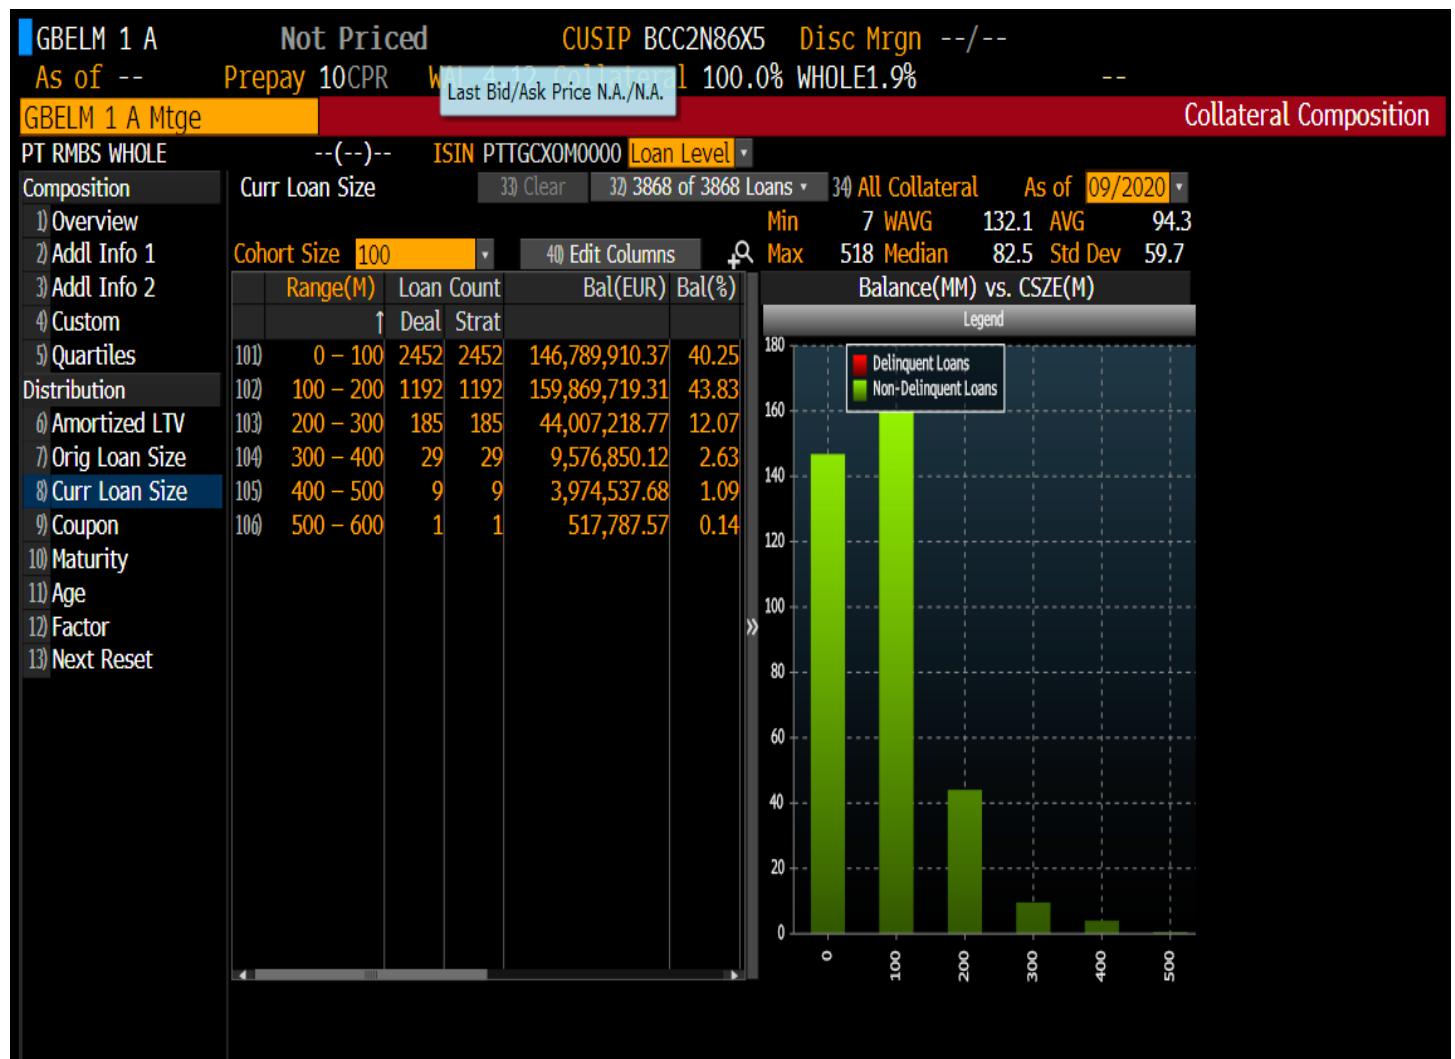 GBELM 1 A Not Priced CUSIP BCC2N86X5 Disc Mrgn --/--
As of -- Prepay 10CPR 100.0% WHOLE1.9% --
Last Bid/Ask Price N.A./N.A.
GBELM 1 A Mtge Collateral Composition
PT RMBS WHOLE --(--)-- ISIN PTTGCXOM0000 Loan Level
Composition
1) Overview
2) Addl Info 1
3) Addl Info 2
4) Custom
5) Quartiles
Distribution
6) Amortized LTV
7) Orig Loan Size
8) Curr Loan Size
9) Coupon
10) Maturity
11) Age
12) Factor
13) Next Reset
Curr Loan Size 33) Clear 32) 3868 of 3868 Loans 34) All Collateral As of 09/2020
Min 7 WAVG 132.1 AVG 94.3
Cohort Size 100 40) Edit Columns Max 518 Median 82.5 Std Dev 59.7
Range(M) Loan Count Bal(EUR) Bal(%)
↑ Deal Strat
101) 0 – 100 2452 2452 146,789,910.37 40.25
102) 100 – 200 1192 1192 159,869,719.31 43.83
103) 200 – 300 185 185 44,007,218.77 12.07
104) 300 – 400 29 29 9,576,850.12 2.63
105) 400 – 500 9 9 3,974,537.68 1.09
106) 500 – 600 1 1 517,787.57 0.14
Balance(MM) vs. CSZE(M)
Legend
Delinquent Loans
Non-Delinquent Loans
180
160
140
120
100
80
60
40
20
0
0 100 200 300 400 500